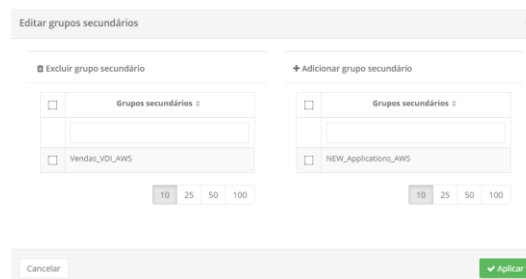 Editar grupos secundários
Excluir grupo secundário
Grupos secundários
Vendas_VDI_AWS
10 25 50 100
+ Adicionar grupo secundário
Grupos secundários
NEW_Applications_AWS
10 25 50 100
Cancelar
Aplicar